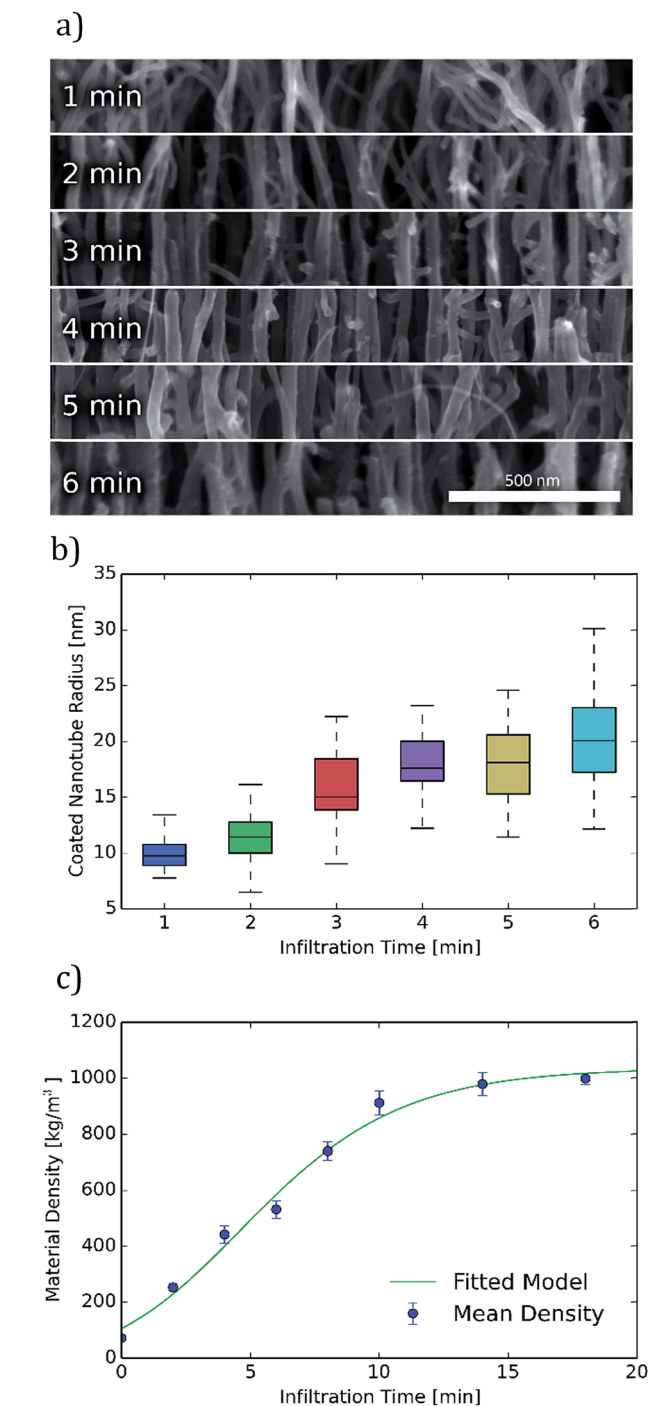 a)
1 min
2 min
3 min
4 min
5 min
6 min
500 nm
b)
35
30
25
20
15
10
5
Coated Nanotube Radius [nm]
1 2 3 4 5 6
Infiltration Time [min]
c)
1200
1000
800
600
400
200
0
Material Density [kg/m³]
Fitted Model
Mean Density
0 5 10 15 20
Infiltration Time [min]